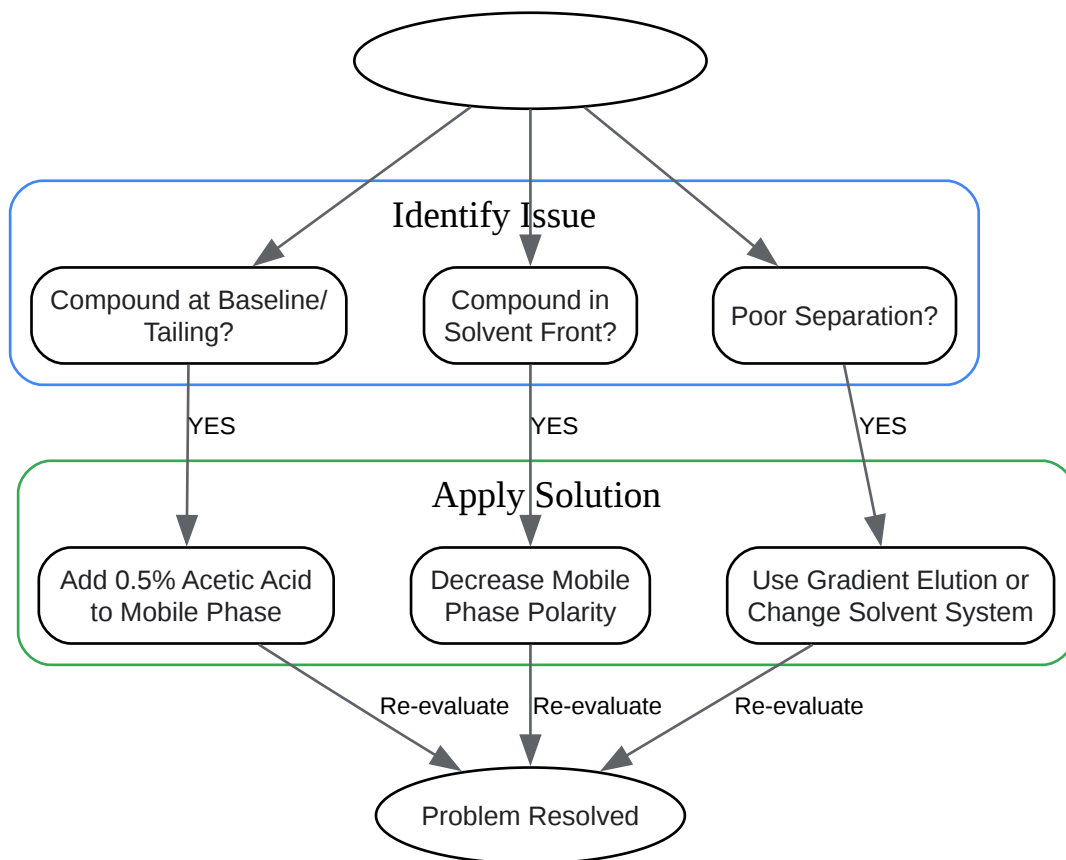 Identify Issue
Compound at Baseline/
Tailing?
Compound in
Solvent Front?
Poor Separation?
YES
YES
YES
Apply Solution
Add 0.5% Acetic Acid
to Mobile Phase
Decrease Mobile
Phase Polarity
Use Gradient Elution or
Change Solvent System
Re-evaluate
Re-evaluate
Re-evaluate
Problem Resolved